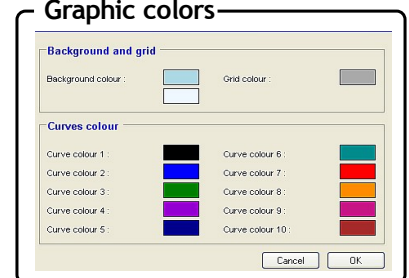 Graphic colors
Background and grid
Background colour : Grid colour :
Curves colour
Curve colour 1 : Curve colour 6 :
Curve colour 2 : Curve colour 7 :
Curve colour 3 : Curve colour 8 :
Curve colour 4 : Curve colour 9 :
Curve colour 5 : Curve colour 10 :
Cancel OK